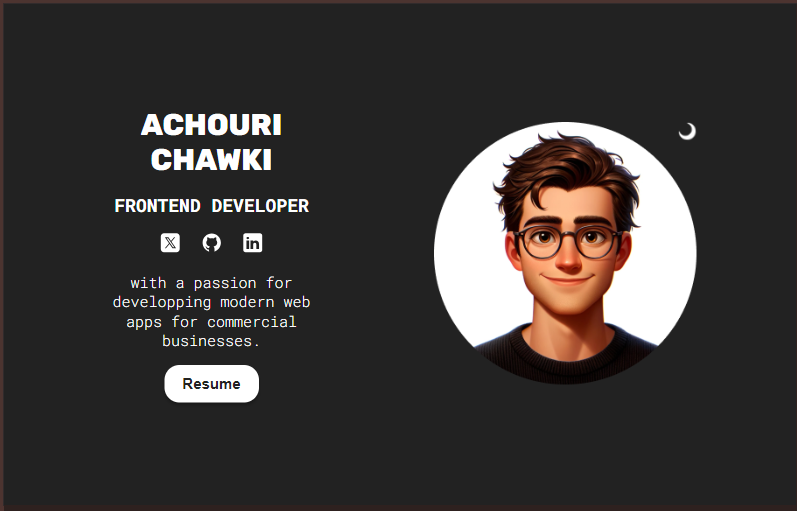 ACHOURI
CHAWKI
FRONTEND DEVELOPER
with a passion for
developping modern web
apps for commercial
businesses.
Resume